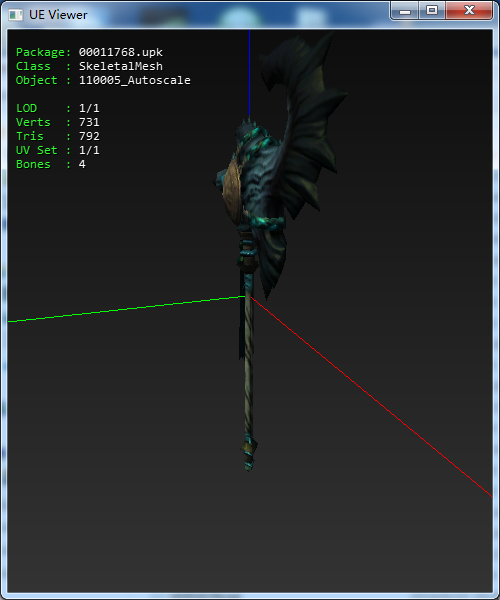 UE Viewer
Package: 00011768.upk
Class : SkeletalMesh
Object : 110005_Autoscale
LOD : 1/1
Verts : 731
Tris : 792
UV Set : 1/1
Bones : 4